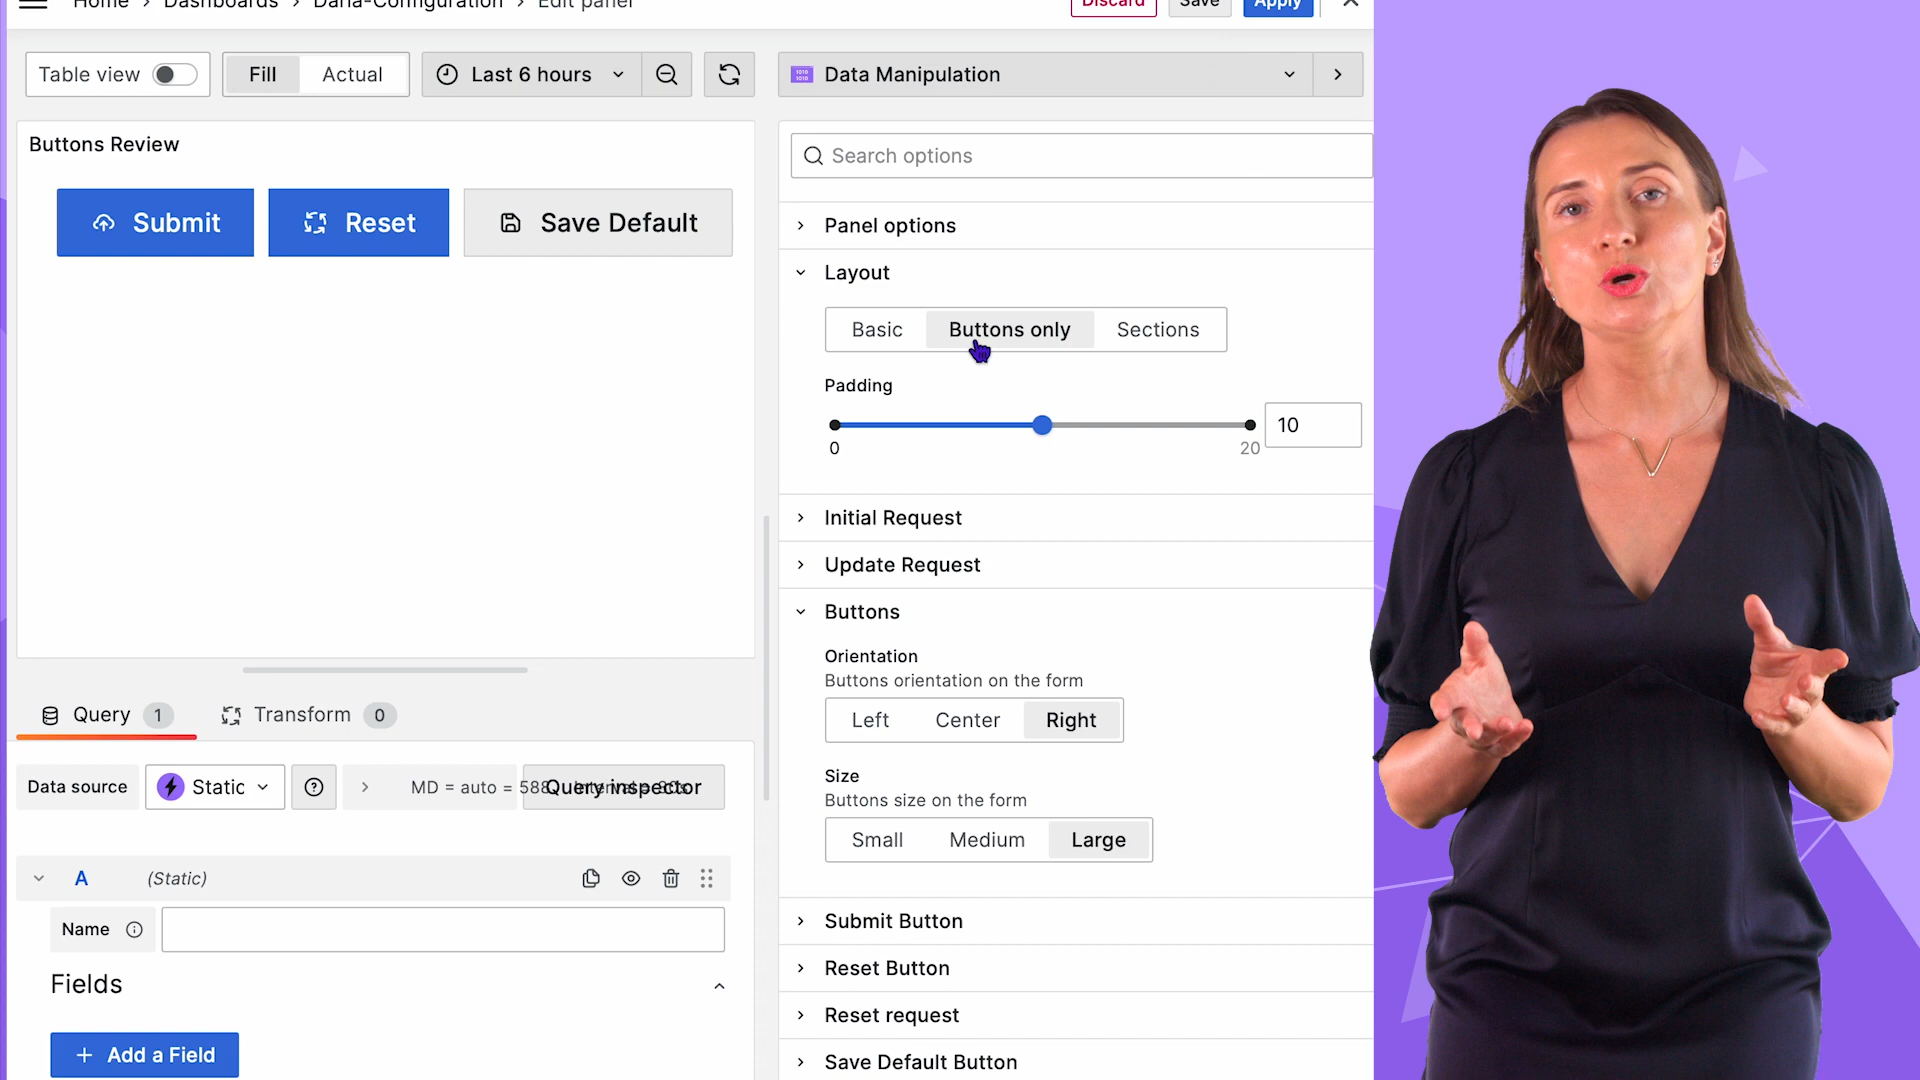 Home › Dashboards › Darla-Configuration › Edit panel
Discard Save Apply
Table view Fill Actual Last 6 hours
Data Manipulation
Buttons Review
Submit Reset Save Default
Search options
Panel options
Layout
Basic Buttons only Sections
Padding
10
0 20
Initial Request
Update Request
Buttons
Orientation
Buttons orientation on the form
Left Center Right
Size
Buttons size on the form
Small Medium Large
Submit Button
Reset Button
Reset request
Save Default Button
Query 1 Transform 0
Data source Static MD = auto = 588 Query inspector
A (Static)
Name
Fields
+ Add a Field